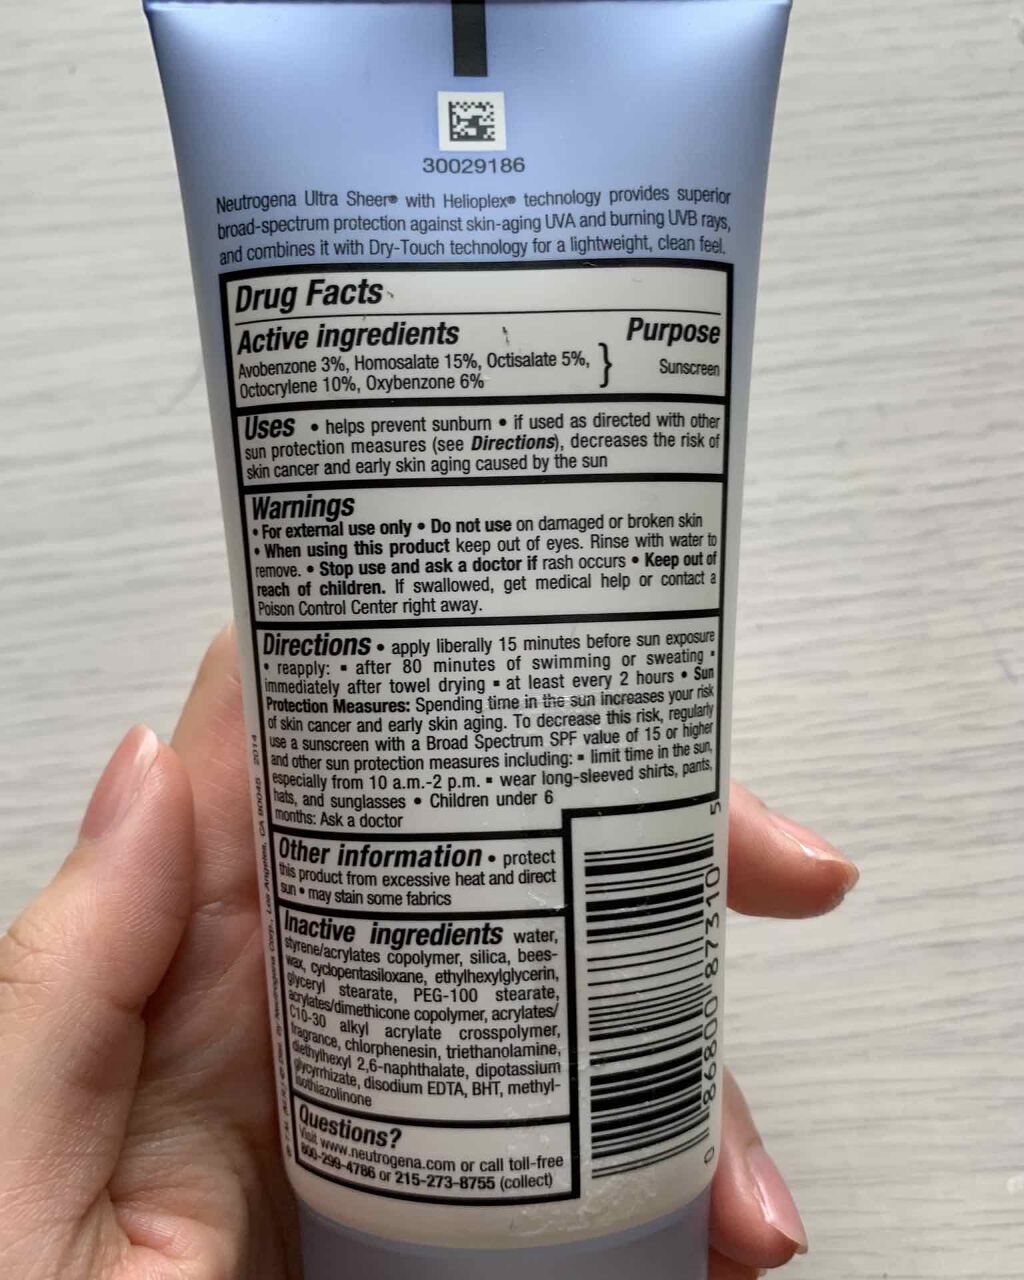 30029186
Neutrogena Ultra Sheer® with Helioplex® technology provides superior
broad-spectrum protection against skin-aging UVA and burning UVB rays,
and combines it with Dry-Touch technology for a lightweight, clean feel.
Drug Facts
Active ingredients
Purpose
Avobenzone 3%, Homosalate 15%, Octisalate 5%,
Octocrylene 10%, Oxybenzone 6%
Sunscreen
Uses • helps prevent sunburn • if used as directed with other
sun protection measures (see Directions), decreases the risk of
skin cancer and early skin aging caused by the sun
Warnings
• For external use only • Do not use on damaged or broken skin
• When using this product keep out of eyes. Rinse with water to
remove. • Stop use and ask a doctor if rash occurs • Keep out of
reach of children. If swallowed, get medical help or contact a
Poison Control Center right away.
Directions • apply liberally 15 minutes before sun exposure
• reapply: ▪ after 80 minutes of swimming or sweating ▪
immediately after towel drying ▪ at least every 2 hours • Sun
Protection Measures: Spending time in the sun increases your risk
of skin cancer and early skin aging. To decrease this risk, regularly
use a sunscreen with a Broad Spectrum SPF value of 15 or higher
and other sun protection measures including: ▪ limit time in the sun,
especially from 10 a.m.-2 p.m. ▪ wear long-sleeved shirts, pants,
hats, and sunglasses • Children under 6
months: Ask a doctor
Other information • protect
this product from excessive heat and direct
sun • may stain some fabrics
Inactive ingredients water,
styrene/acrylates copolymer, silica, bees-
wax, cyclopentasiloxane, ethylhexylglycerin,
glyceryl stearate, PEG-100 stearate,
acrylates/dimethicone copolymer, acrylates/
C10-30 alkyl acrylate crosspolymer,
fragrance, chlorphenesin, triethanolamine,
diethylhexyl 2,6-naphthalate, dipotassium
glycyrrhizate, disodium EDTA, BHT, methyl-
isothiazolinone
Questions?
Visit www.neutrogena.com or call toll-free
800-299-4786 or 215-273-8755 (collect)
0 86800 87310 5
Neutrogena Corp., Los Angeles, CA 90045 2014